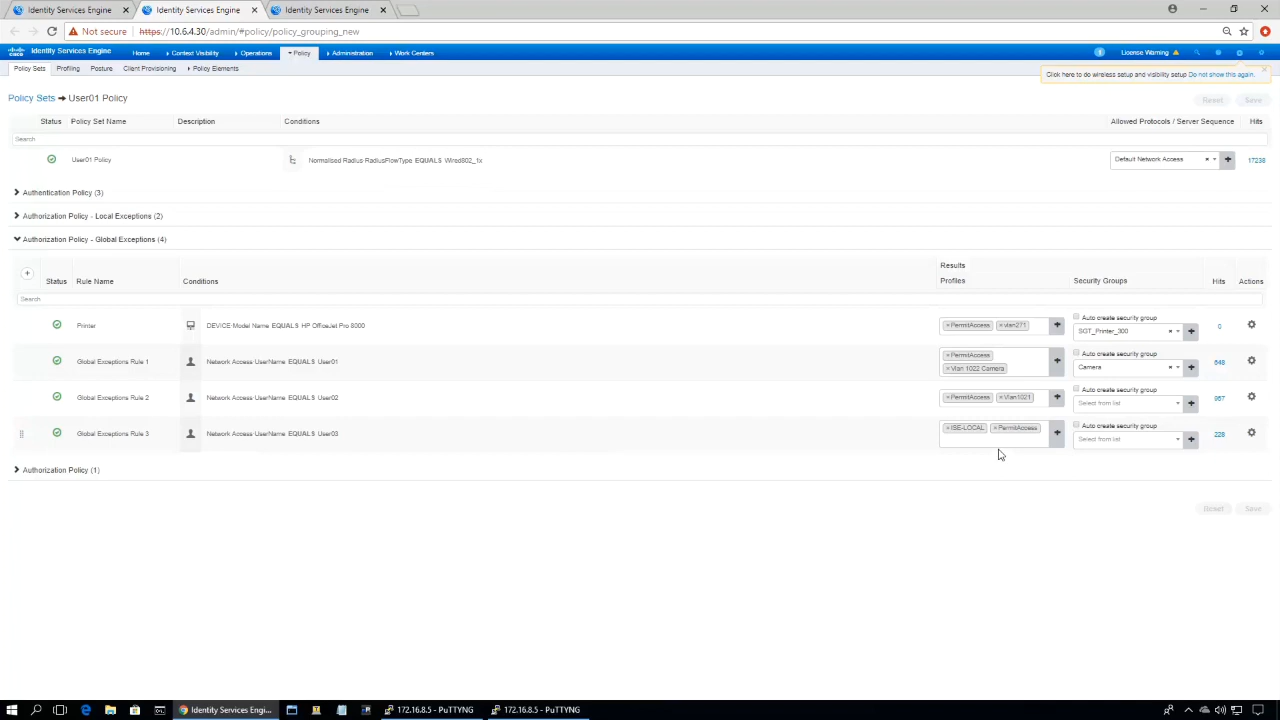 Identity Services Engine
Identity Services Engine
Identity Services Engine
Not secure https://10.6.4.30/admin/#policy/policy_grouping_new
Identity Services Engine Home Context Visibility Operations Policy Administration Work Centers License Warning
Policy Sets Profiling Posture Client Provisioning Policy Elements
Click here to do wireless setup and visibility setup Do not show this again.
Policy Sets User01 Policy
Reset Save
Status Policy Set Name Description Conditions Allowed Protocols / Server Sequence Hits
Search
User01 Policy Normalised Radius·RadiusFlowType EQUALS Wired802_1x Default Network Access 17238
Authentication Policy (3)
Authorization Policy - Local Exceptions (2)
Authorization Policy - Global Exceptions (4)
Results
Status Rule Name Conditions Profiles Security Groups Hits Actions
Search
Auto create security group
Printer DEVICE·Model Name EQUALS HP OfficeJet Pro 8300 PermitAccess vlan271 SGT_Printer_300 0
Auto create security group
Global Exceptions Rule 1 Network Access·UserName EQUALS User01 PermitAccess Vlan 1022 Camera Camera 648
Auto create security group
Global Exceptions Rule 2 Network Access·UserName EQUALS User02 PermitAccess Vlan1021 Select from list 967
Auto create security group
Global Exceptions Rule 3 Network Access·UserName EQUALS User03 ISE-LOCAL PermitAccess Select from list 228
Authorization Policy (1)
Reset Save
Identity Services Engi... 172.16.8.5 - PuTTYNG 172.16.8.5 - PuTTYNG